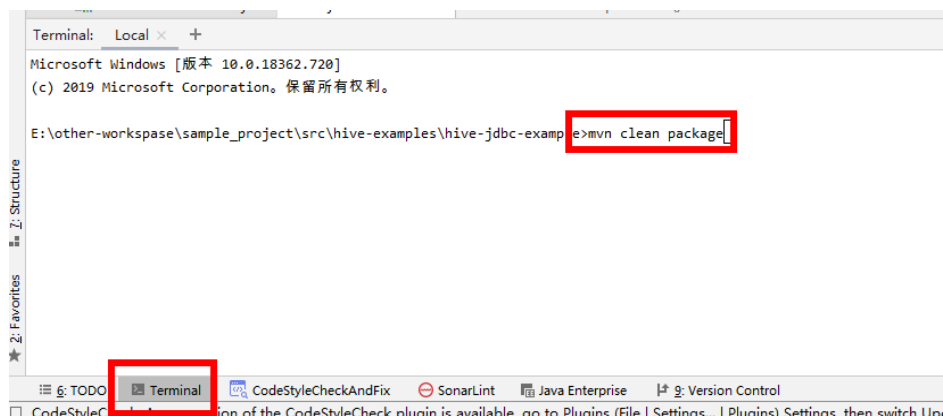 Terminal: Local × +
Microsoft Windows [版本 10.0.18362.720]
(c) 2019 Microsoft Corporation。保留所有权利。
E:\other-workspase\sample_project\src\hive-examples\hive-jdbc-example>mvn clean package
7: Structure
2: Favorites
6: TODO Terminal CodeStyleCheckAndFix SonarLint Java Enterprise 9: Version Control
of the CodeStyleCheck plugin is available, go to Plugins (File | Settings... | Plugins) Settings, then switch